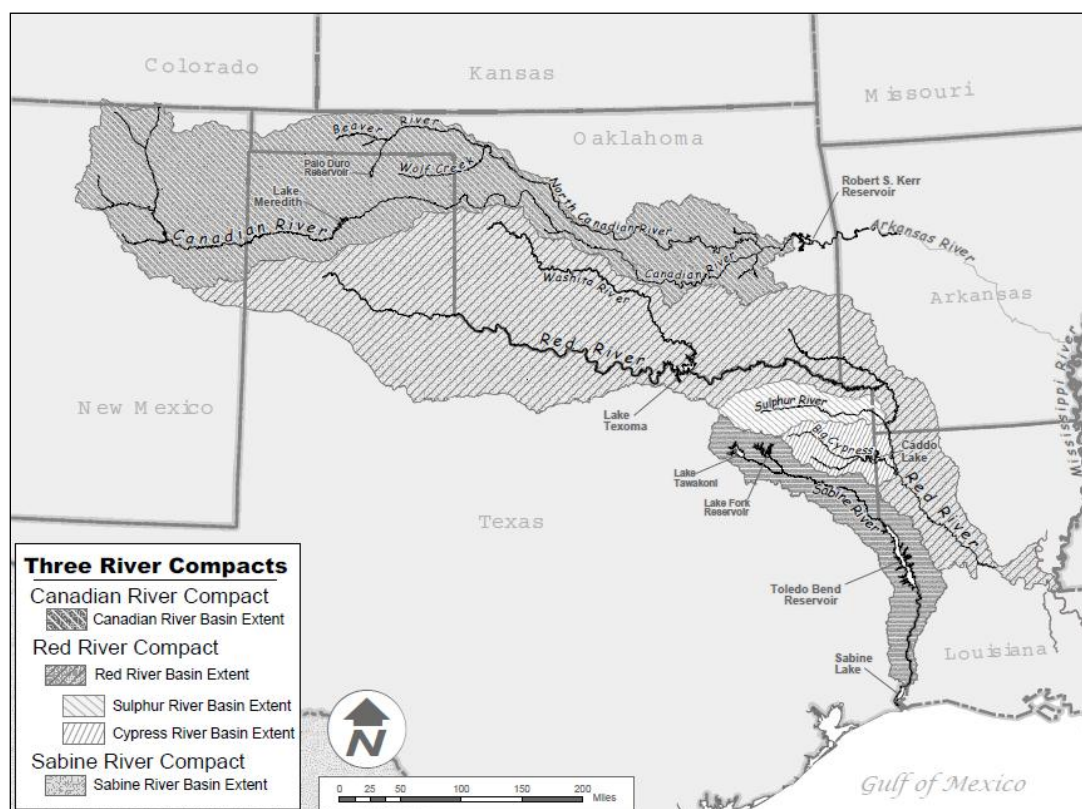 Colorado
Kansas
Missouri
Oaklahoma
Beaver River
Palo Duro
Reservoir
Wolf Creek
Lake
Meredith
Canadian River
North Canadian River
Canadian River
Robert S. Kerr
Reservoir
Arkansas River
Arkansas
Washita River
Red River
Mississippi River
New Mexico
Lake
Texoma
Sulphur River
Big Cypress
Caddo
Lake
Lake
Tawakoni
Lake Fork
Reservoir
Sabine River
Red River
Texas
Toledo Bend
Reservoir
Louisiana
Sabine
Lake
Three River Compacts
Canadian River Compact
Canadian River Basin Extent
Red River Compact
Red River Basin Extent
Sulphur River Basin Extent
Cypress River Basin Extent
Sabine River Compact
Sabine River Basin Extent
N
0 25 50 100 150 200
Miles
Gulf of Mexico